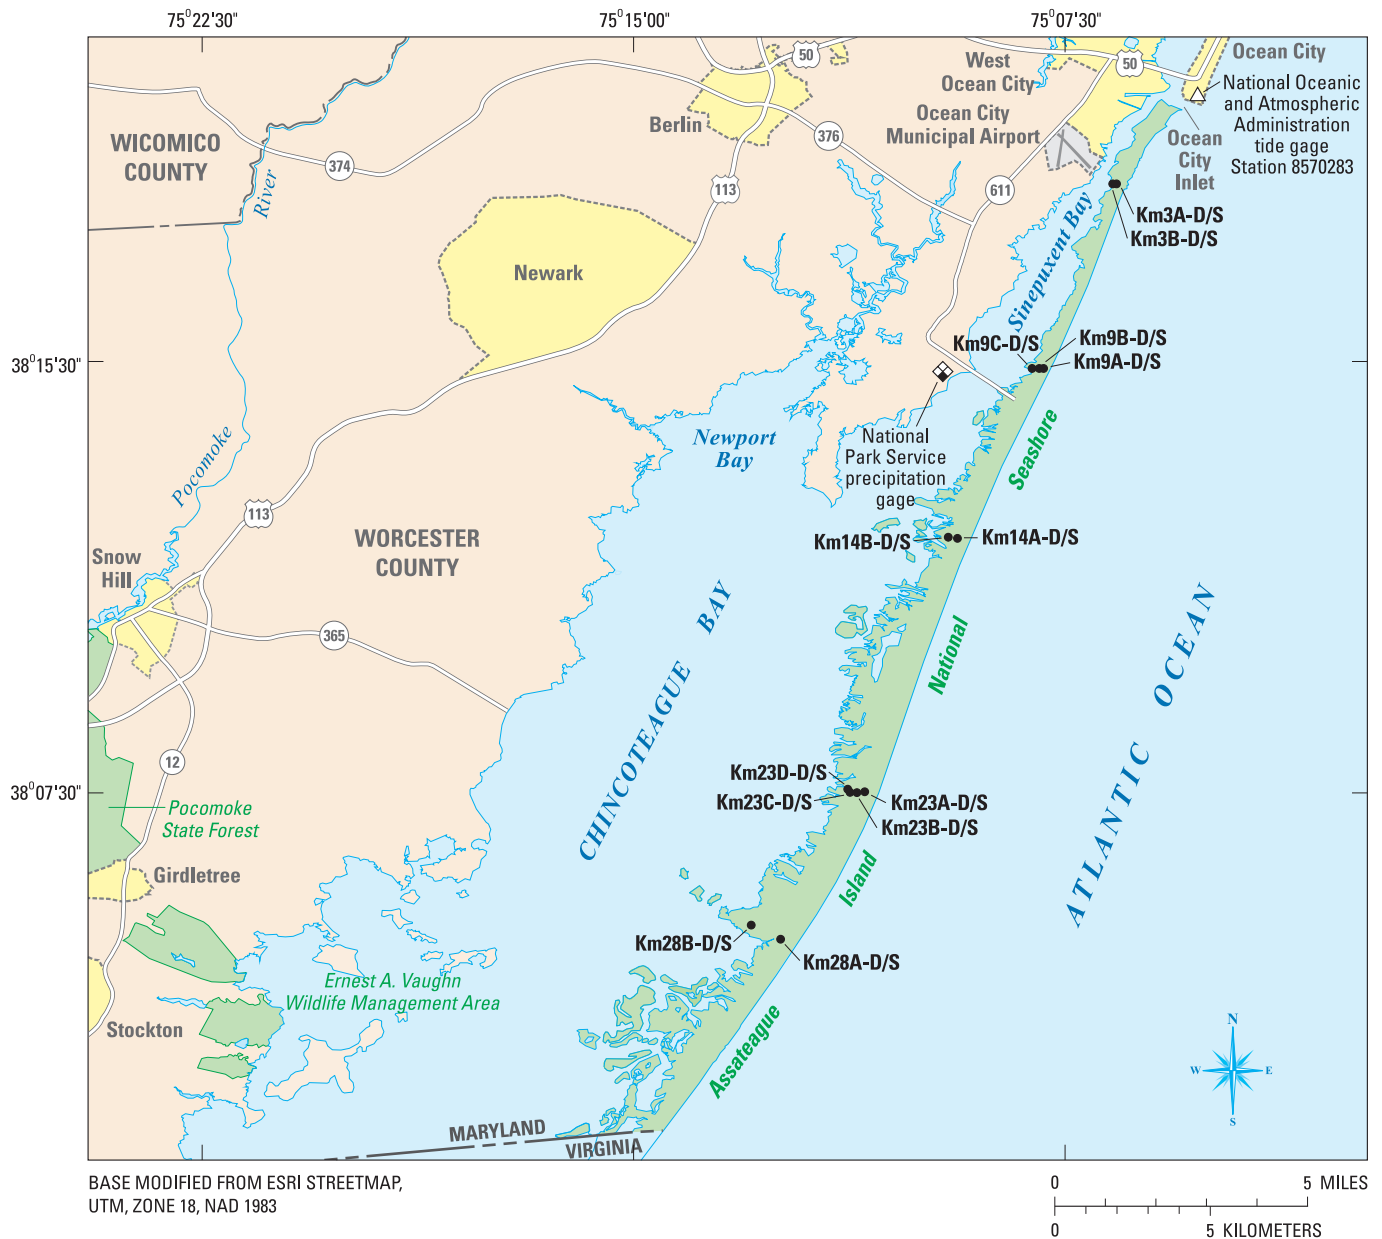 75°22'30"
75°15'00"
75°07'30"
Ocean City
50
50
West
Ocean City
National Oceanic
and Atmospheric
Administration
tide gage
Station 8570283
Ocean City
Municipal Airport
Berlin
376
WICOMICO
COUNTY
374
Ocean
City
Inlet
River
113
611
Km3A-D/S
Km3B-D/S
Sinepuxent Bay
Newark
38°15'30"
Km9C-D/S
Km9B-D/S
Km9A-D/S
Newport
Bay
National
Park Service
precipitation
gage
Seashore
Pocomoke
113
WORCESTER
COUNTY
Km14B-D/S
Km14A-D/S
Snow
Hill
365
CHINCOTEAGUE BAY
National
ATLANTIC OCEAN
12
38°07'30"
Km23D-D/S
Km23C-D/S
Km23A-D/S
Km23B-D/S
Pocomoke
State Forest
Girdletree
Island
Km28B-D/S
Km28A-D/S
Ernest A. Vaughn
Wildlife Management Area
Stockton
Assateague
N
W
E
S
MARYLAND
VIRGINIA
BASE MODIFIED FROM ESRI STREETMAP,
UTM, ZONE 18, NAD 1983
0 5 MILES
0 5 KILOMETERS